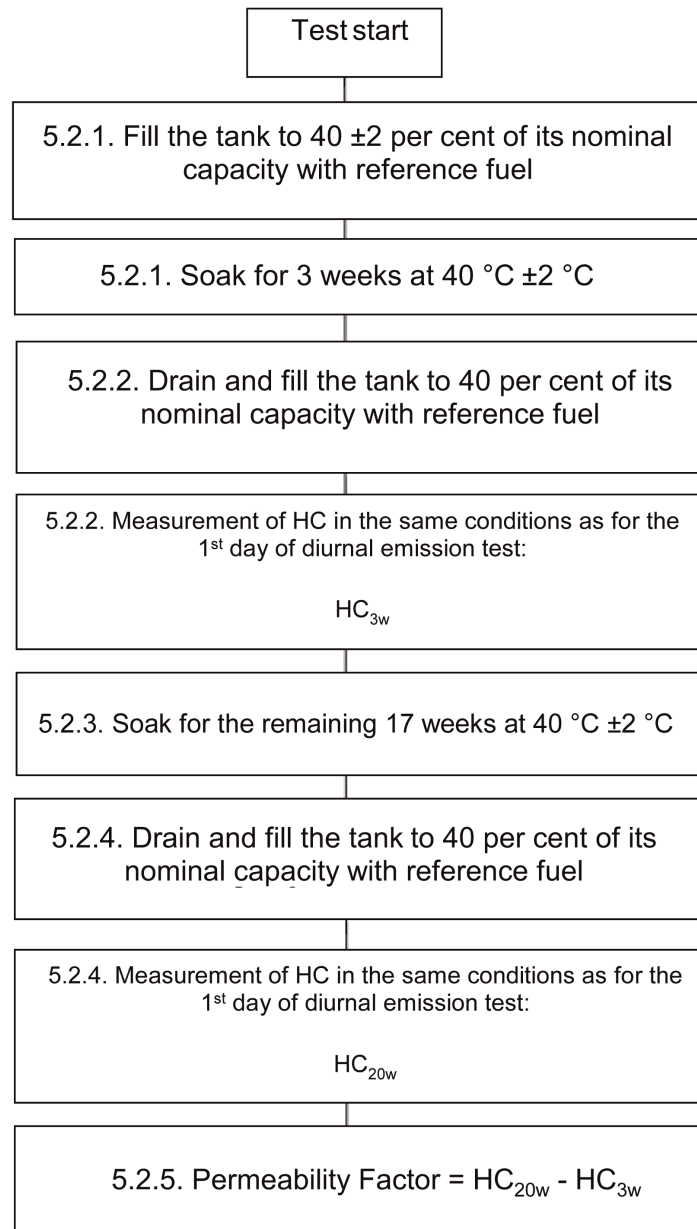 Test start
5.2.1. Fill the tank to 40 ±2 per cent of its nominal
capacity with reference fuel
5.2.1. Soak for 3 weeks at 40 °C ±2 °C
5.2.2. Drain and fill the tank to 40 per cent of its
nominal capacity with reference fuel
5.2.2. Measurement of HC in the same conditions as for the
1st day of diurnal emission test:
HC3w
5.2.3. Soak for the remaining 17 weeks at 40 °C ±2 °C
5.2.4. Drain and fill the tank to 40 per cent of its
nominal capacity with reference fuel
5.2.4. Measurement of HC in the same conditions as for the
1st day of diurnal emission test:
HC20w
5.2.5. Permeability Factor = HC20w - HC3w